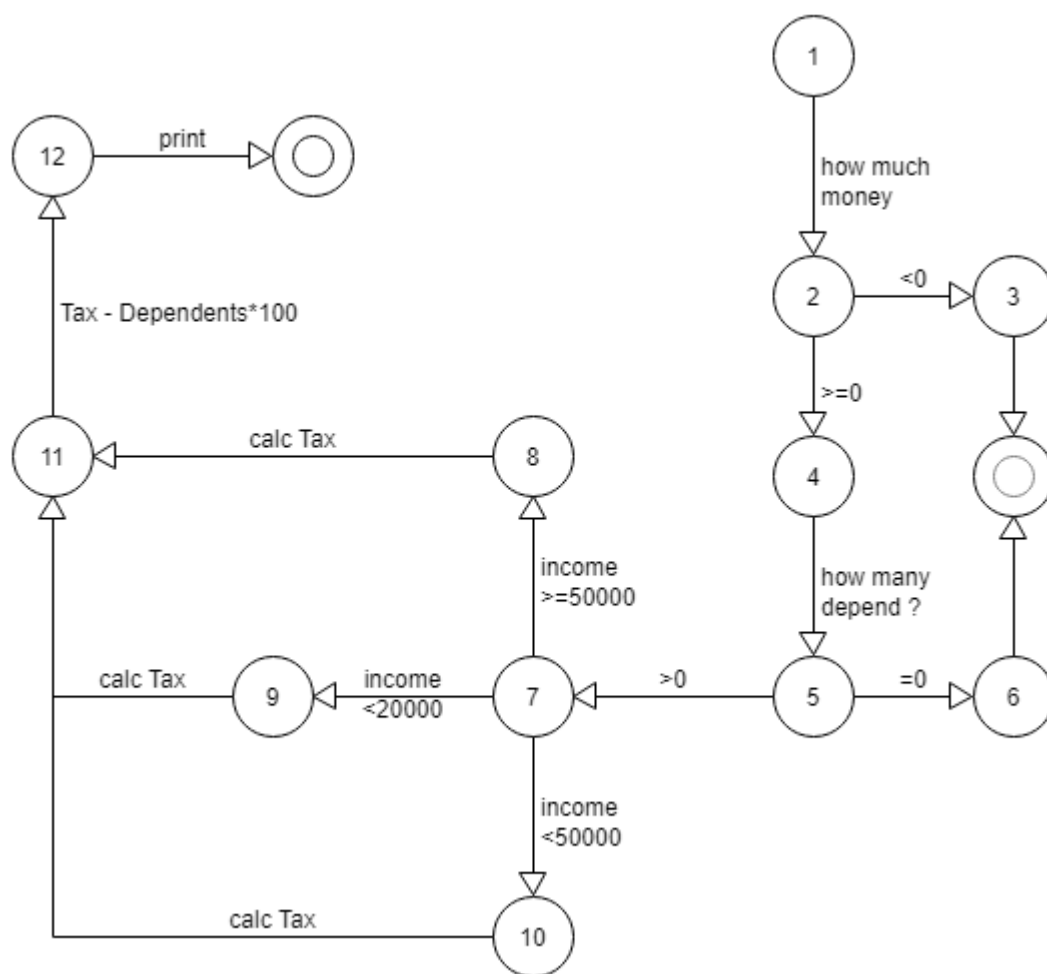 1
12
print
how much
money
2
<0
3
Tax - Dependents*100
>=0
11
calc Tax
8
4
income
>=50000
how many
depend ?
calc Tax
9
income
<20000
7
>0
5
=0
6
income
<50000
calc Tax
10